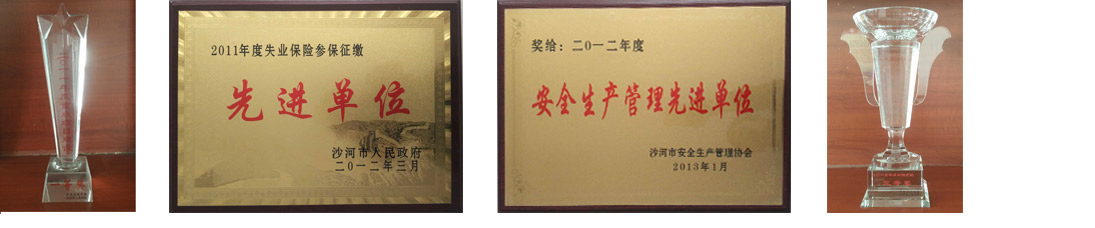 一等奖
2011年度失业保险参保征缴
先进单位
沙河市人民政府
二〇一二年三月
奖给：二〇一二年度
安全生产管理先进单位
沙河市安全生产管理协会
2013年1月